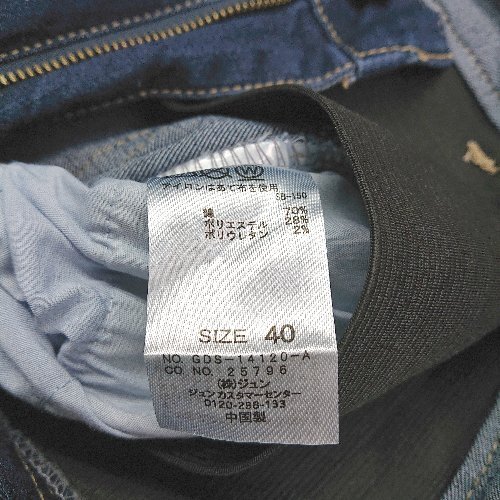 W
アイロンはあて布を使用
SB-150
綿 70%
ポリエステル 28%
ポリウレタン 2%
SIZE 40
NO. GDS-14120-A
CO NO. 25796
(株)ジュン
ジュンカスタマーセンター
0120-298-133
中国製